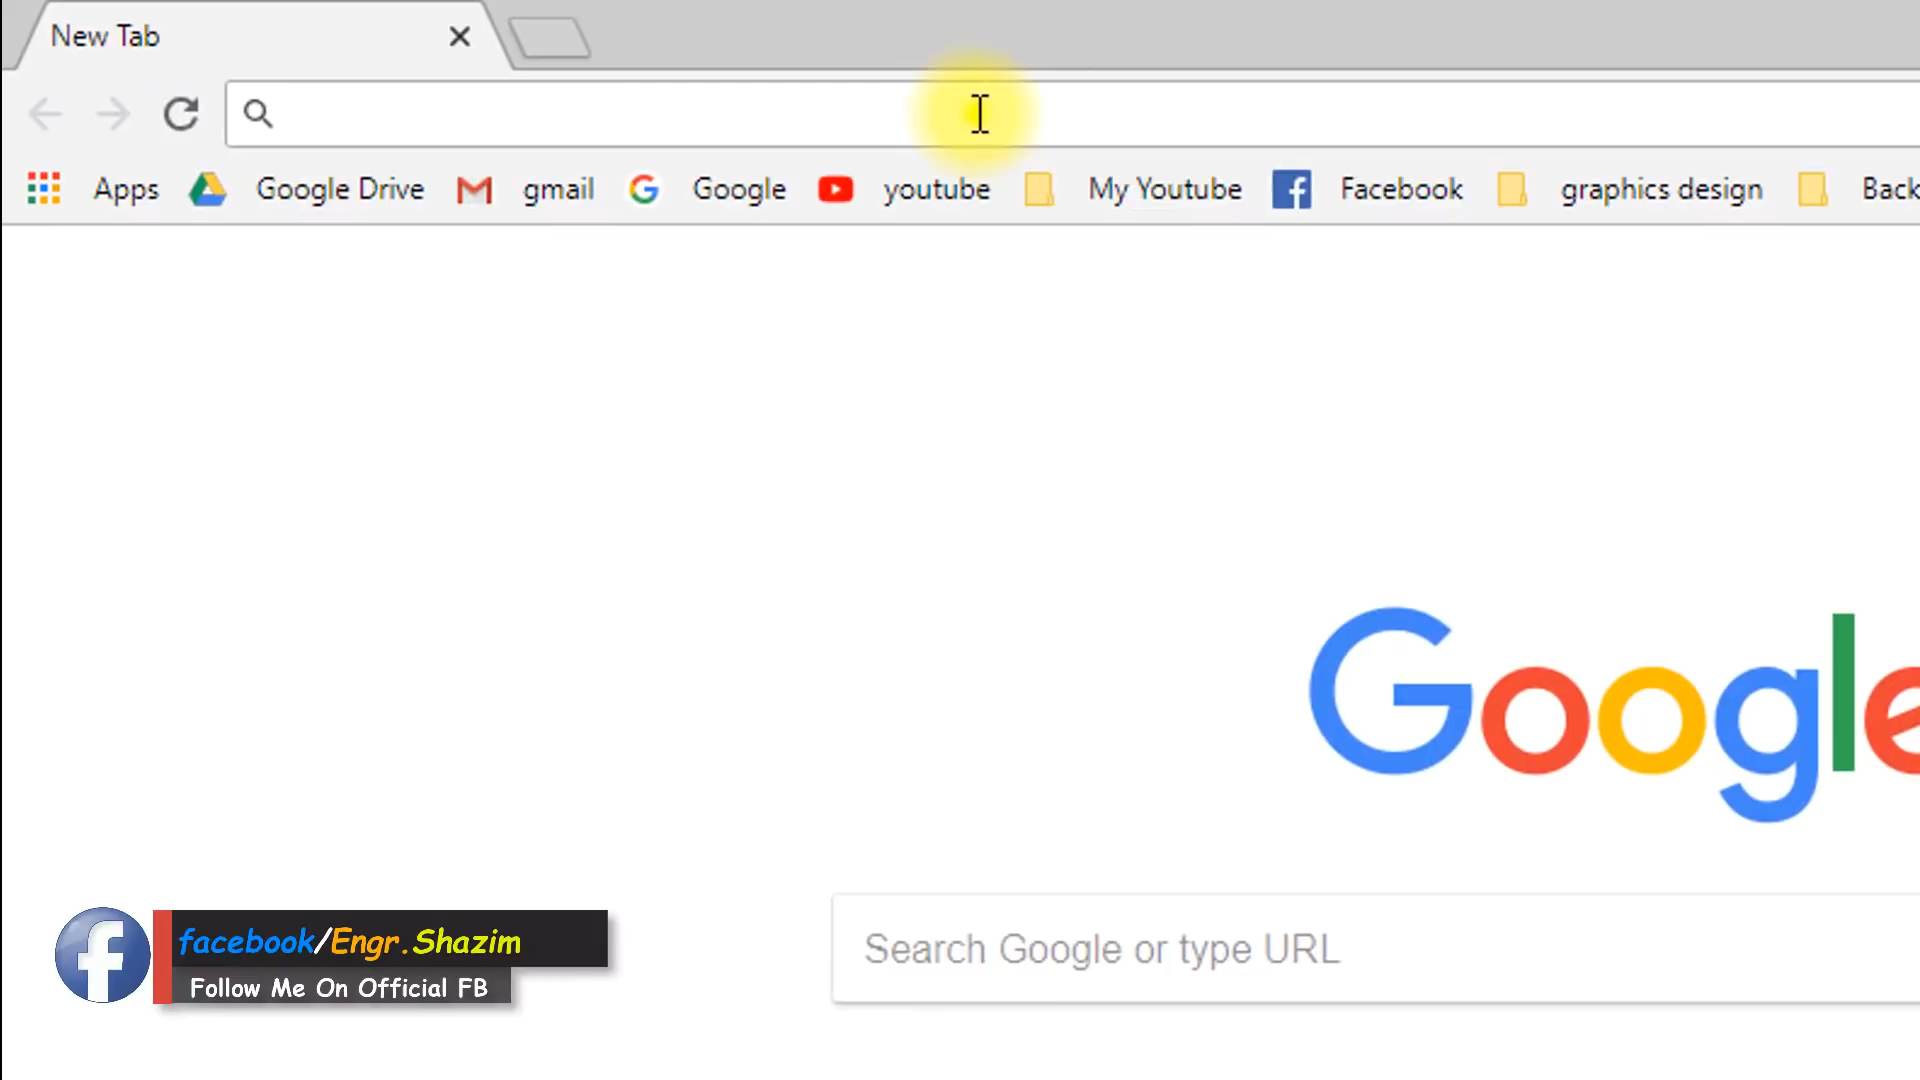 New Tab
Apps Google Drive gmail Google youtube My Youtube Facebook graphics design Back
Google
Search Google or type URL
facebook/Engr.Shazim
Follow Me On Official FB